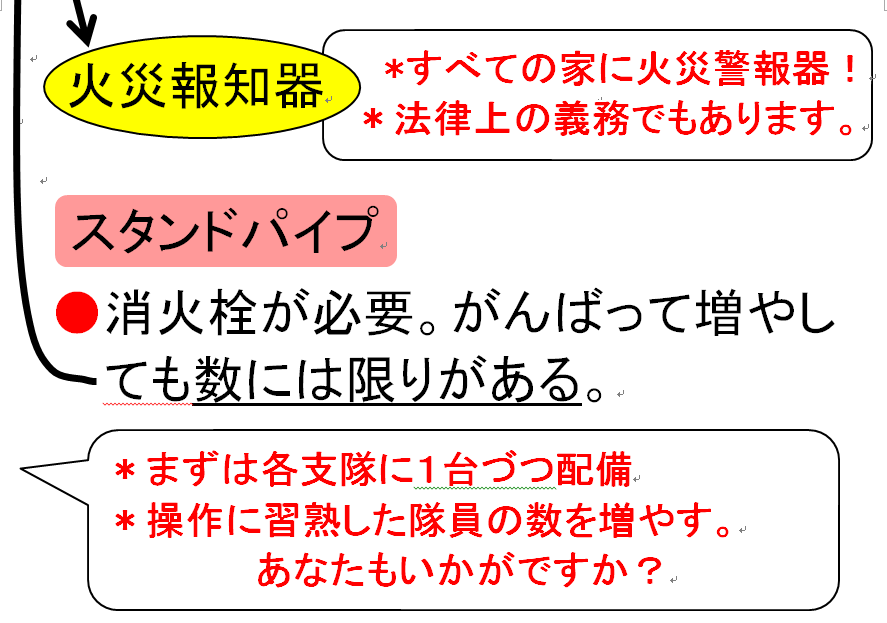 火災報知器
*すべての家に火災警報器！
*法律上の義務でもあります。
スタンドパイプ
●消火栓が必要。がんばって増やし
ても数には限りがある。
*まずは各支隊に１台づつ配備
*操作に習熟した隊員の数を増やす。
あなたもいかがですか？